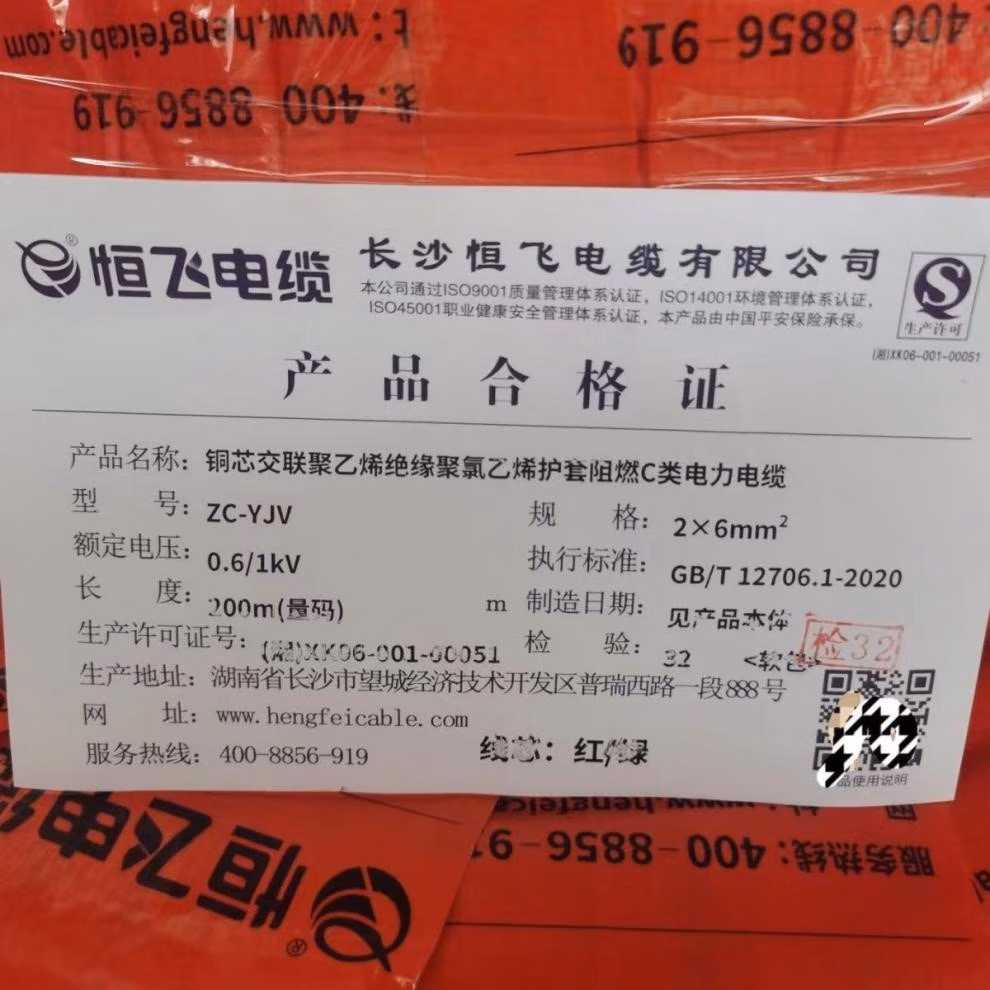 www.hengfeicable.com
400-8856-919
线:400 8856-919
恒飞电缆®
长沙恒飞电缆有限公司
本公司通过ISO9001质量管理体系认证，ISO14001环境管理体系认证，
ISO45001职业健康安全管理体系认证，本产品由中国平安保险承保。
生产许可
(湘)XK06-001-00051
产品合格证
产品名称：铜芯交联聚乙烯绝缘聚氯乙烯护套阻燃C类电力电缆
型 号：ZC-YJV 规 格：2×6mm²
额定电压：0.6/1kV 执行标准：GB/T 12706.1-2020
长 度：200m(量码) m 制造日期：见产品本体
生产许可证号：(湘)XK06-001-00051 检 验：32 <软包> 检32
生产地址：湖南省长沙市望城经济技术开发区普瑞西路一段888号
网 址：www.hengfeicable.com
服务热线：400-8856-919 线芯：红/绿
品使用说明
网 址:www.hengfeica
服务热线:400-8856-91
恒飞电缆®